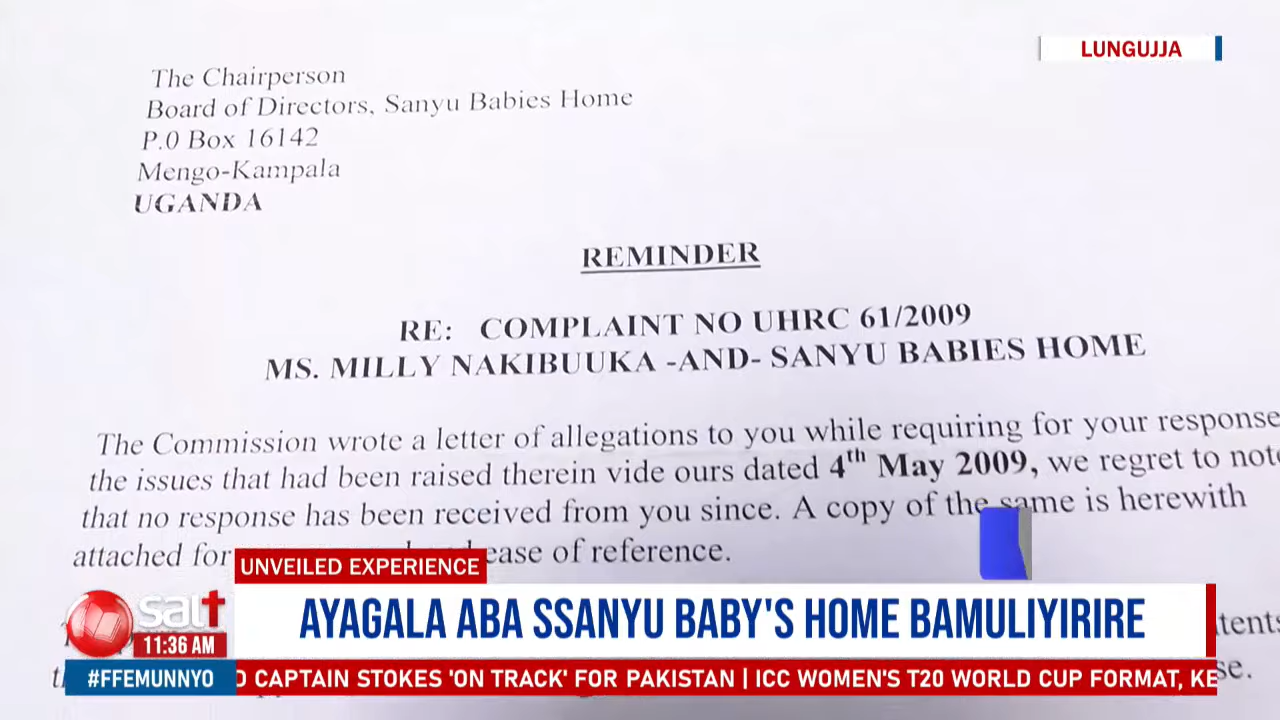 LUNGUJJA
The Chairperson
Board of Directors, Sanyu Babies Home
P.0 Box 16142
Mengo-Kampala
UGANDA
REMINDER
RE: COMPLAINT NO UHRC 61/2009
MS. MILLY NAKIBUUKA -AND- SANYU BABIES HOME
The Commission wrote a letter of allegations to you while requiring for your response
the issues that had been raised therein vide ours dated 4th May 2009, we regret to note
that no response has been received from you since. A copy of the same is herewith
attached for ease of reference.
UNVEILED EXPERIENCE
AYAGALA ABA SSANYU BABY'S HOME BAMULIYIRIRE
salt
11:36 AM
#FFEMUNNYO
CAPTAIN STOKES 'ON TRACK' FOR PAKISTAN | ICC WOMEN'S T20 WORLD CUP FORMAT, KE